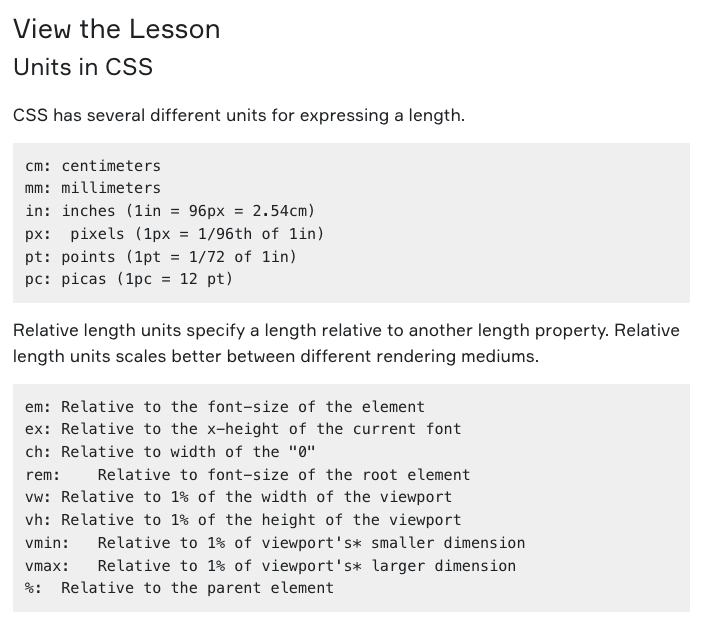 View the Lesson
Units in CSS
CSS has several different units for expressing a length.
cm: centimeters
mm: millimeters
in: inches (1in = 96px = 2.54cm)
px:  pixels (1px = 1/96th of 1in)
pt: points (1pt = 1/72 of 1in)
pc: picas (1pc = 12 pt)
Relative length units specify a length relative to another length property. Relative
length units scales better between different rendering mediums.
em: Relative to the font-size of the element
ex: Relative to the x-height of the current font
ch: Relative to width of the "0"
rem:    Relative to font-size of the root element
vw: Relative to 1% of the width of the viewport
vh: Relative to 1% of the height of the viewport
vmin:   Relative to 1% of viewport's* smaller dimension
vmax:   Relative to 1% of viewport's* larger dimension
%:  Relative to the parent element